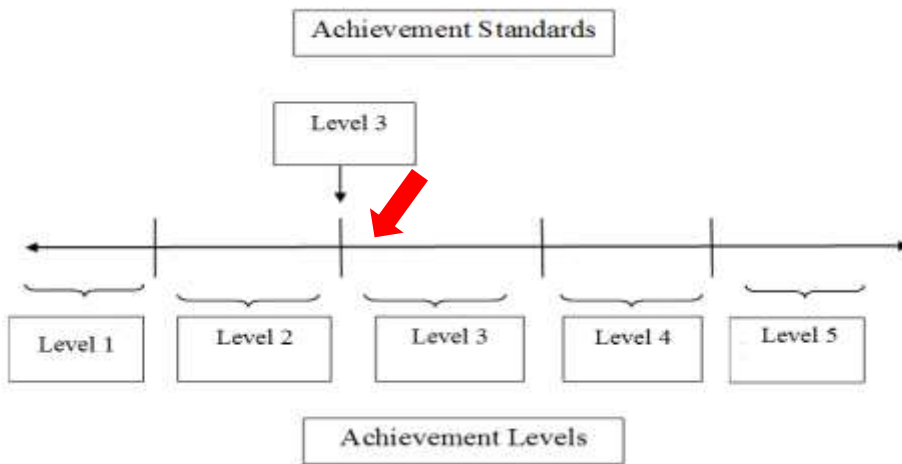 Achievement Standards
Level 3
Level 1
Level 2
Level 3
Level 4
Level 5
Achievement Levels